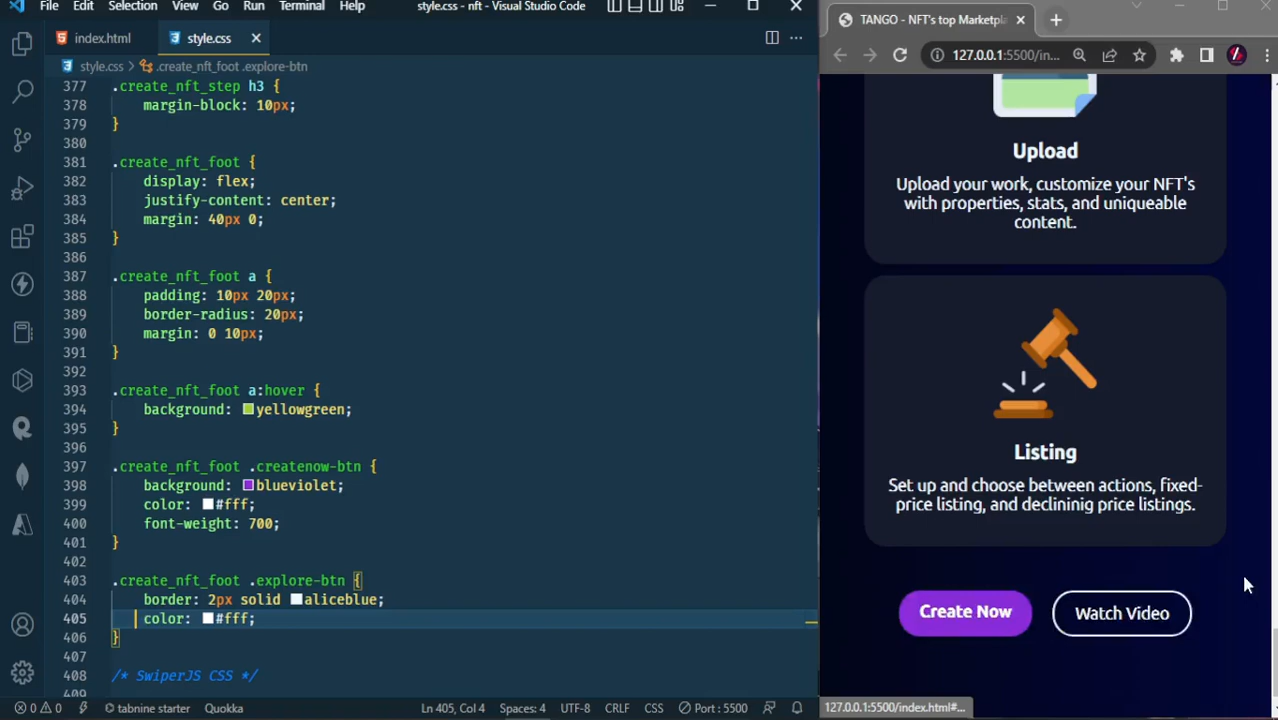 File Edit Selection View Go Run Terminal Help style.css - nft - Visual Studio Code
index.html style.css
style.css > .create_nft_foot .explore-btn
377 .create_nft_step h3 {
378 margin-block: 10px;
379 }
380
381 .create_nft_foot {
382 display: flex;
383 justify-content: center;
384 margin: 40px 0;
385 }
386
387 .create_nft_foot a {
388 padding: 10px 20px;
389 border-radius: 20px;
390 margin: 0 10px;
391 }
392
393 .create_nft_foot a:hover {
394 background: yellowgreen;
395 }
396
397 .create_nft_foot .createnow-btn {
398 background: blueviolet;
399 color: #fff;
400 font-weight: 700;
401 }
402
403 .create_nft_foot .explore-btn {
404 border: 2px solid aliceblue;
405 color: #fff;
406 }
407
408 /* SwiperJS CSS */
409
0 0 tabnine starter Quokka Ln 405, Col 4 Spaces: 4 UTF-8 CRLF CSS Port : 5500
TANGO - NFT's top Marketpla
127.0.0.1:5500/in...
Upload
Upload your work, customize your NFT's
with properties, stats, and uniqueable
content.
Listing
Set up and choose between actions, fixed-
price listing, and declininig price listings.
Create Now Watch Video
127.0.0.1:5500/index.html#...